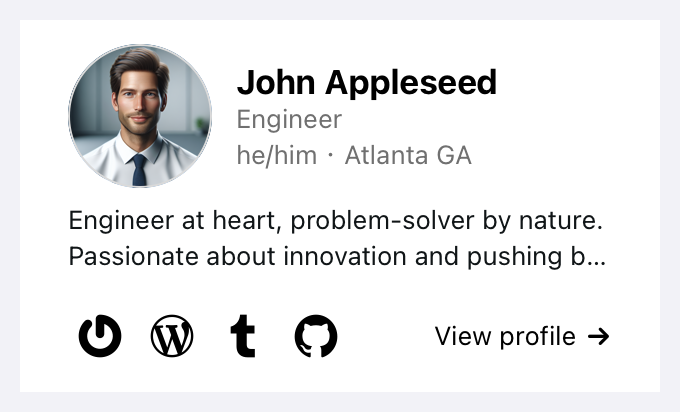 John Appleseed
Engineer
he/him · Atlanta GA
Engineer at heart, problem-solver by nature.
Passionate about innovation and pushing b...
View profile →